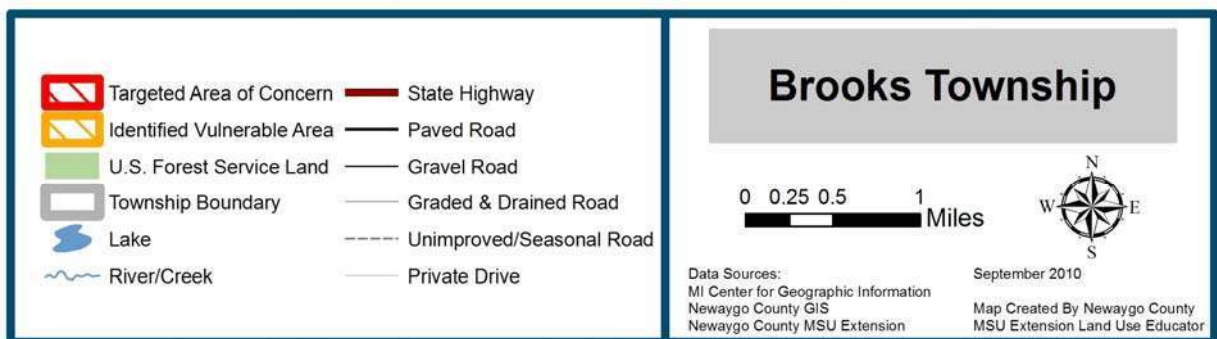 Targeted Area of Concern
Identified Vulnerable Area
U.S. Forest Service Land
Township Boundary
Lake
River/Creek
State Highway
Paved Road
Gravel Road
Graded & Drained Road
Unimproved/Seasonal Road
Private Drive
Brooks Township
0 0.25 0.5 1
Miles
N
W E
S
Data Sources:
MI Center for Geographic Information
Newaygo County GIS
Newaygo County MSU Extension
September 2010
Map Created By Newaygo County
MSU Extension Land Use Educator